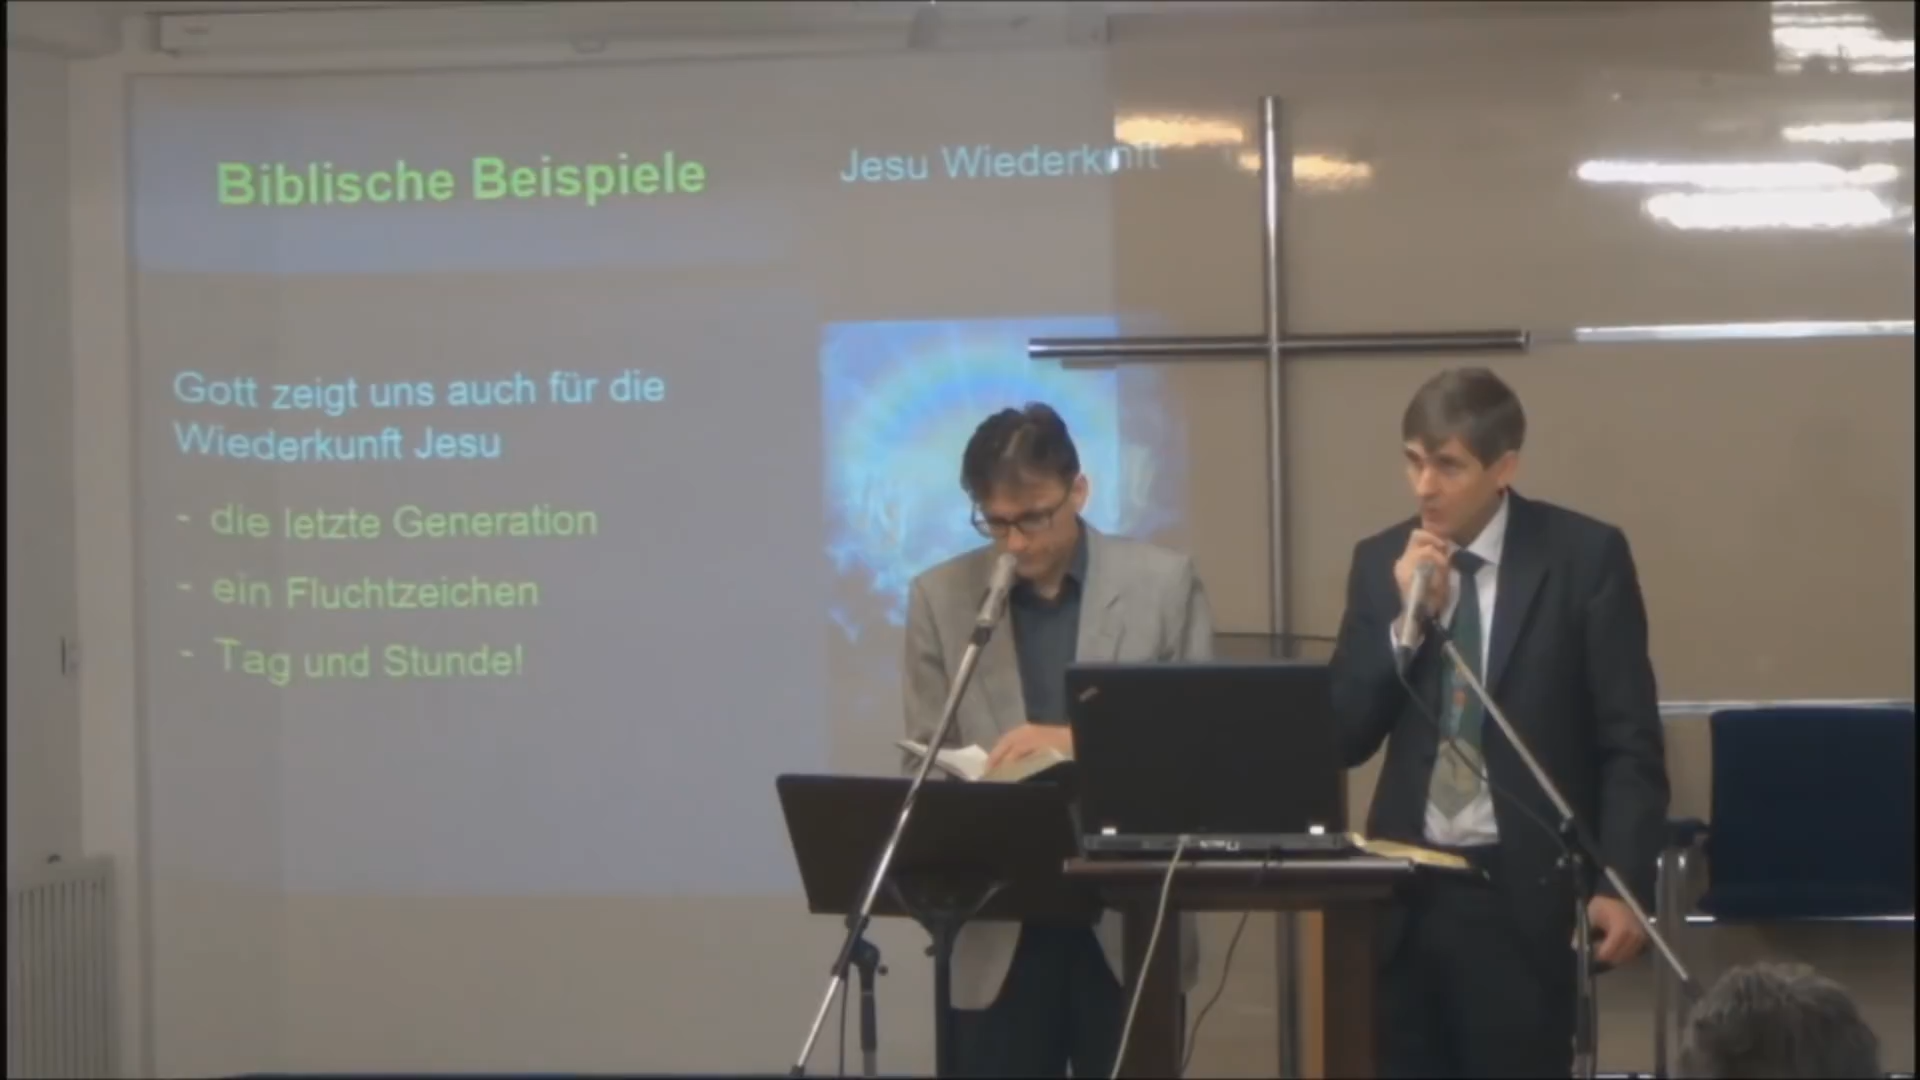 Biblische Beispiele
Jesu Wiederkunft
Gott zeigt uns auch für die
Wiederkunft Jesu
- die letzte Generation
- ein Fluchtzeichen
- Tag und Stunde!